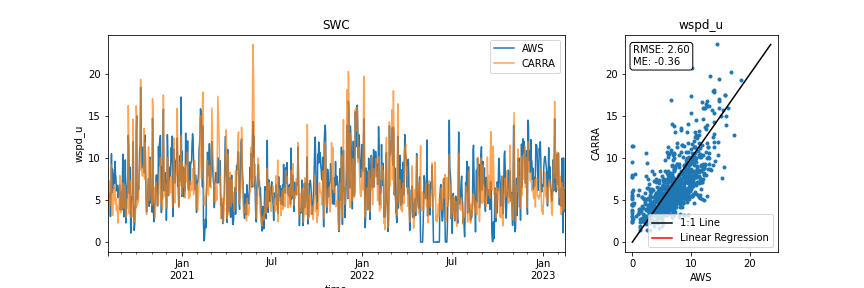 SWC
wspd_u
AWS
CARRA
20
15
10
5
0
wspd_u
Jan
2021
Jul
Jan
2022
Jul
Jan
2023
RMSE: 2.60
ME: -0.36
20
15
10
5
0
CARRA
1:1 Line
Linear Regression
0
10
20
AWS